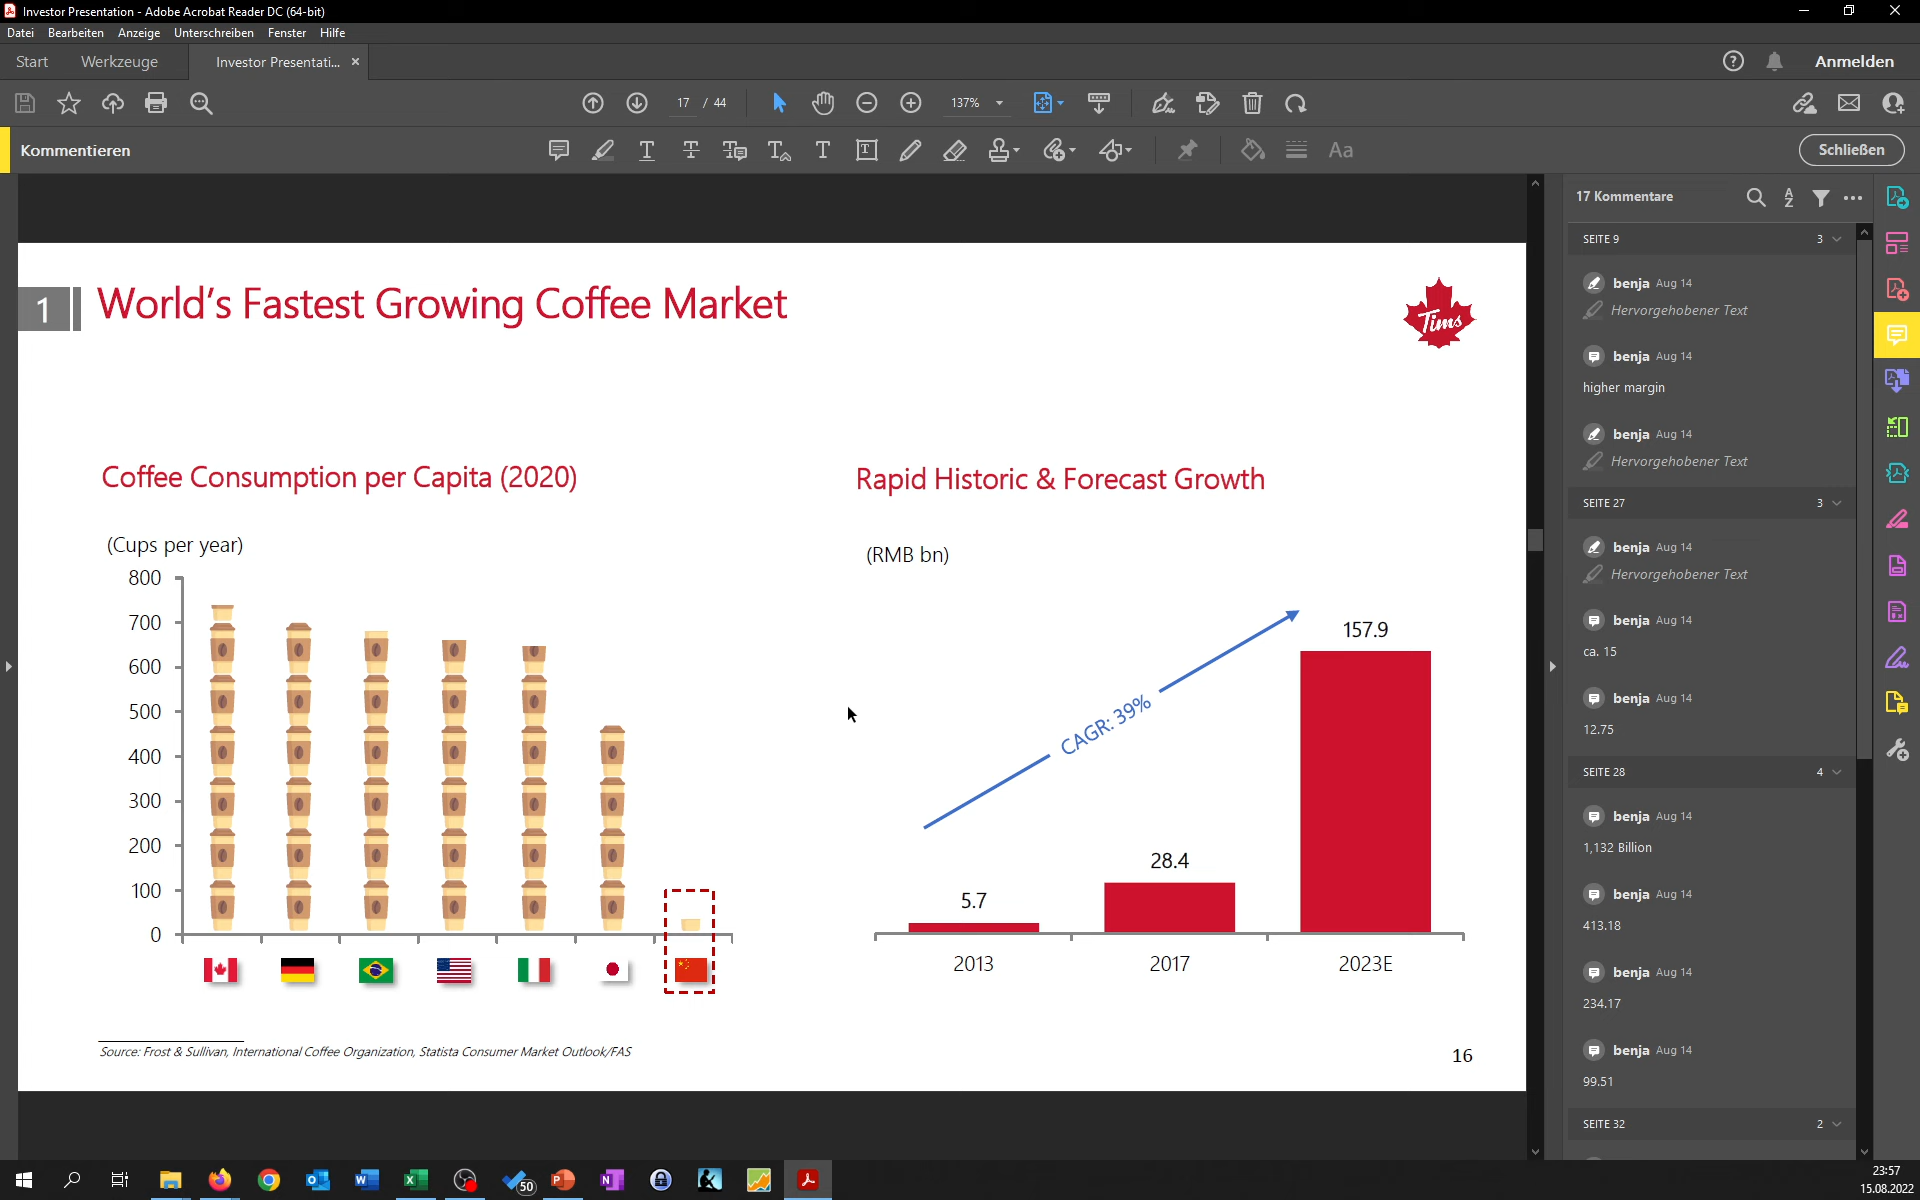 Investor Presentation - Adobe Acrobat Reader DC (64-bit)
Datei Bearbeiten Anzeige Unterschreiben Fenster Hilfe
Start Werkzeuge Investor Presentati... × Anmelden
17 / 44 137%
Kommentieren Schließen
17 Kommentare
SEITE 9 3
benja Aug 14
Hervorgehobener Text
benja Aug 14
higher margin
benja Aug 14
Hervorgehobener Text
SEITE 27 3
benja Aug 14
Hervorgehobener Text
benja Aug 14
ca. 15
benja Aug 14
12.75
SEITE 28 4
benja Aug 14
1,132 Billion
benja Aug 14
413.18
benja Aug 14
234.17
benja Aug 14
99.51
SEITE 32 2
1 World's Fastest Growing Coffee Market
Tims
Coffee Consumption per Capita (2020)
(Cups per year)
800
700
600
500
400
300
200
100
0
Rapid Historic & Forecast Growth
(RMB bn)
CAGR: 39%
5.7
28.4
157.9
2013 2017 2023E
Source: Frost & Sullivan, International Coffee Organization, Statista Consumer Market Outlook/FAS
16
50
23:57
15.08.2022